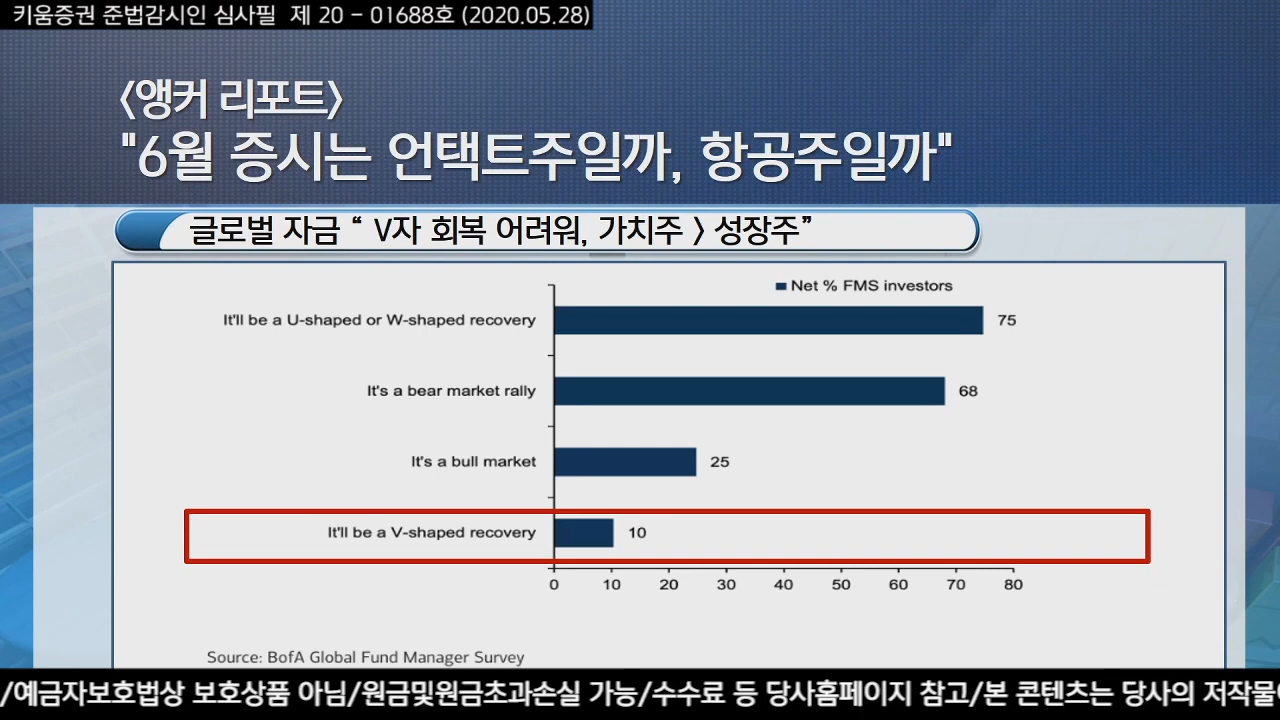 키움증권 준법감시인 심사필 제 20 - 01688호 (2020.05.28)
<앵커 리포트>
"6월 증시는 언택트주일까, 항공주일까"
글로벌 자금 “ V자 회복 어려워, 가치주 > 성장주”
Net % FMS investors
It'll be a U-shaped or W-shaped recovery 75
It's a bear market rally 68
It's a bull market 25
It'll be a V-shaped recovery 10
0 10 20 30 40 50 60 70 80
Source: BofA Global Fund Manager Survey
/예금자보호법상 보호상품 아님/원금및원금초과손실 가능/수수료 등 당사홈페이지 참고/본 콘텐츠는 당사의 저작물